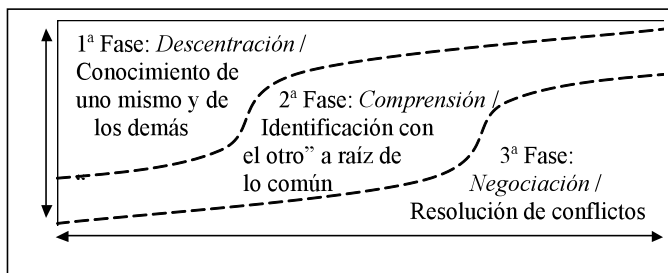 1ª Fase: Descentración /
Conocimiento de
uno mismo y de
los demás
2ª Fase: Comprensión /
“ Identificación con
el otro” a raíz de
lo común
3ª Fase:
Negociación /
Resolución de conflictos